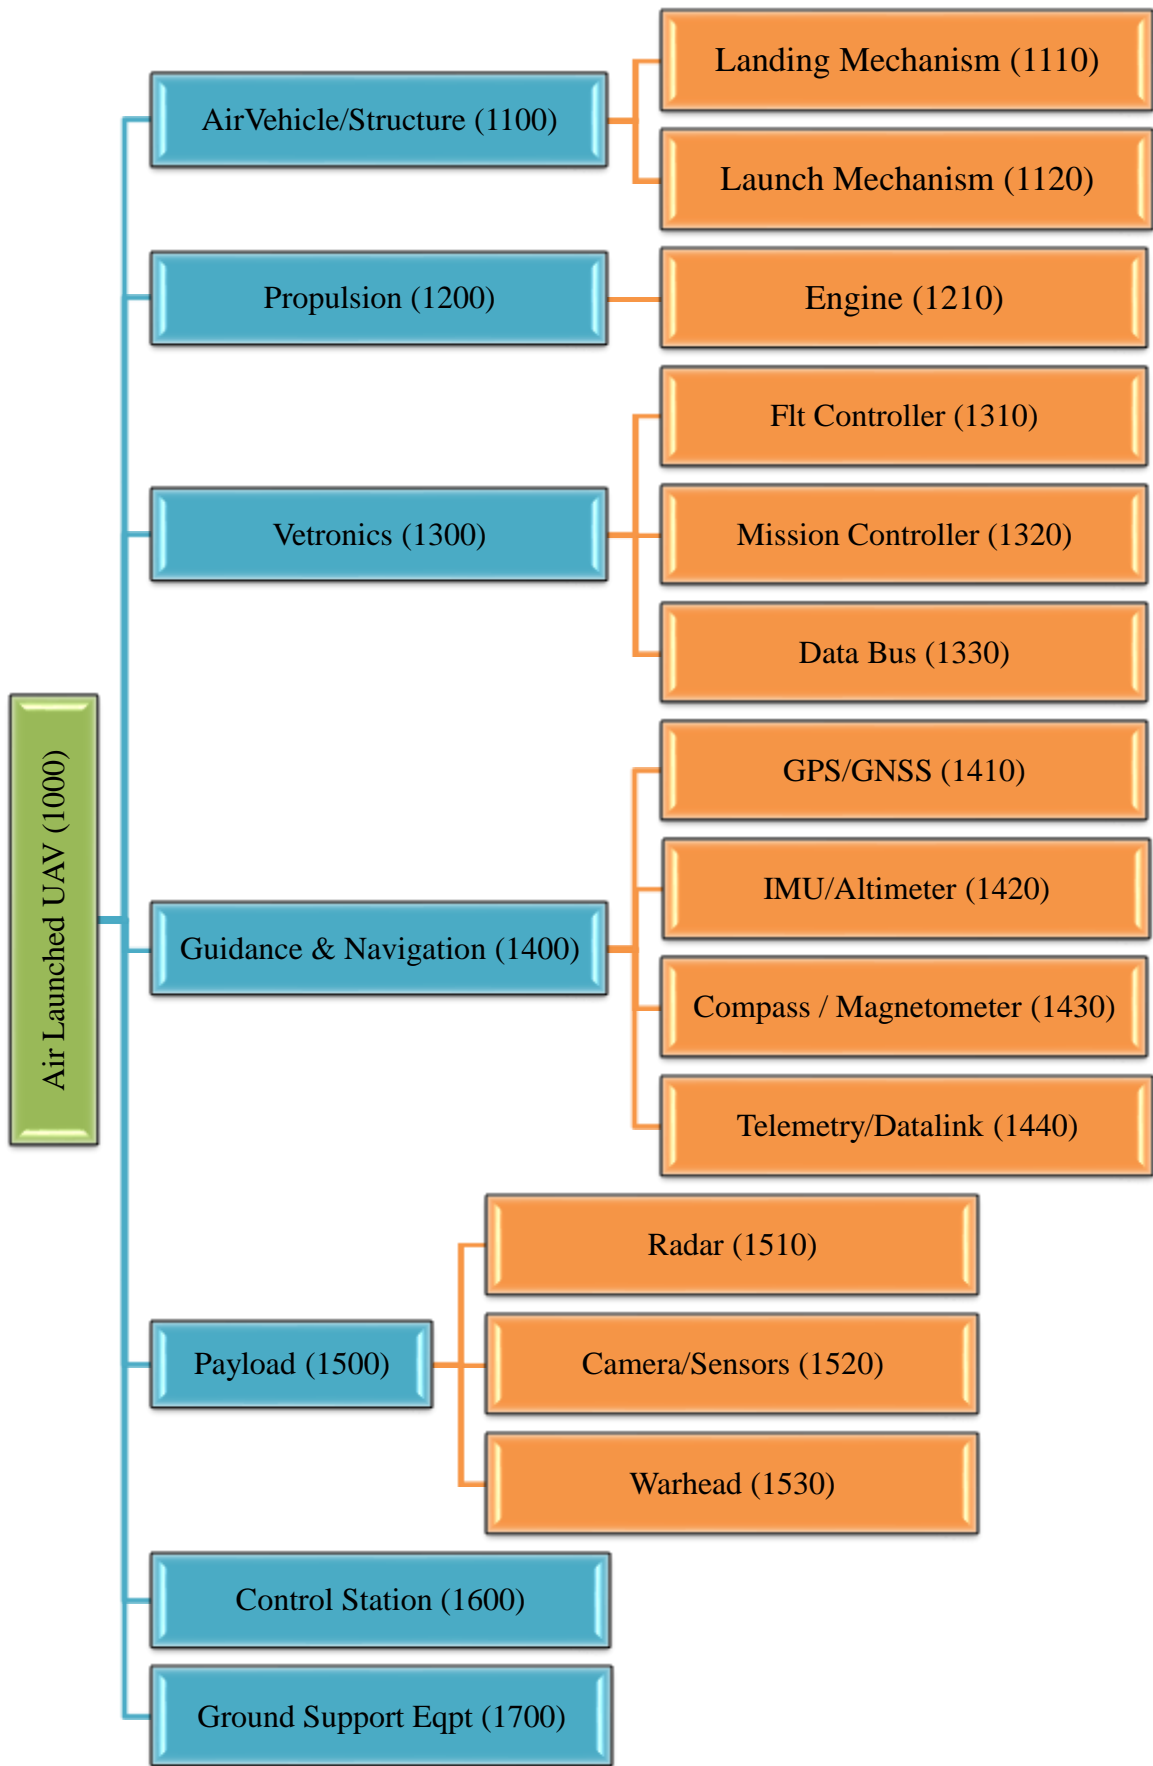 Air Launched UAV (1000)
AirVehicle/Structure (1100)
Landing Mechanism (1110)
Launch Mechanism (1120)
Propulsion (1200)
Engine (1210)
Vetronics (1300)
Flt Controller (1310)
Mission Controller (1320)
Data Bus (1330)
Guidance & Navigation (1400)
GPS/GNSS (1410)
IMU/Altimeter (1420)
Compass / Magnetometer (1430)
Telemetry/Datalink (1440)
Payload (1500)
Radar (1510)
Camera/Sensors (1520)
Warhead (1530)
Control Station (1600)
Ground Support Eqpt (1700)